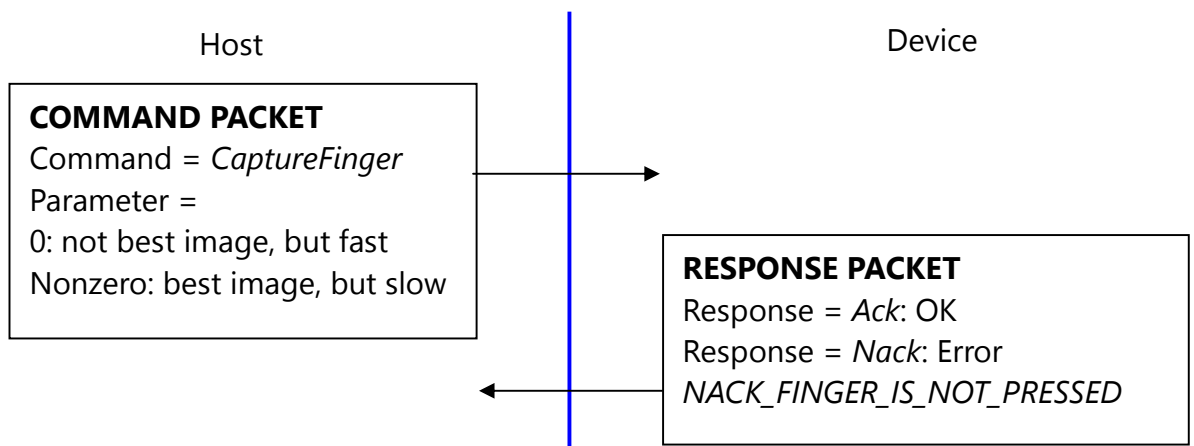 Host
Device
COMMAND PACKET
Command = CaptureFinger
Parameter =
0: not best image, but fast
Nonzero: best image, but slow
RESPONSE PACKET
Response = Ack: OK
Response = Nack: Error
NACK_FINGER_IS_NOT_PRESSED